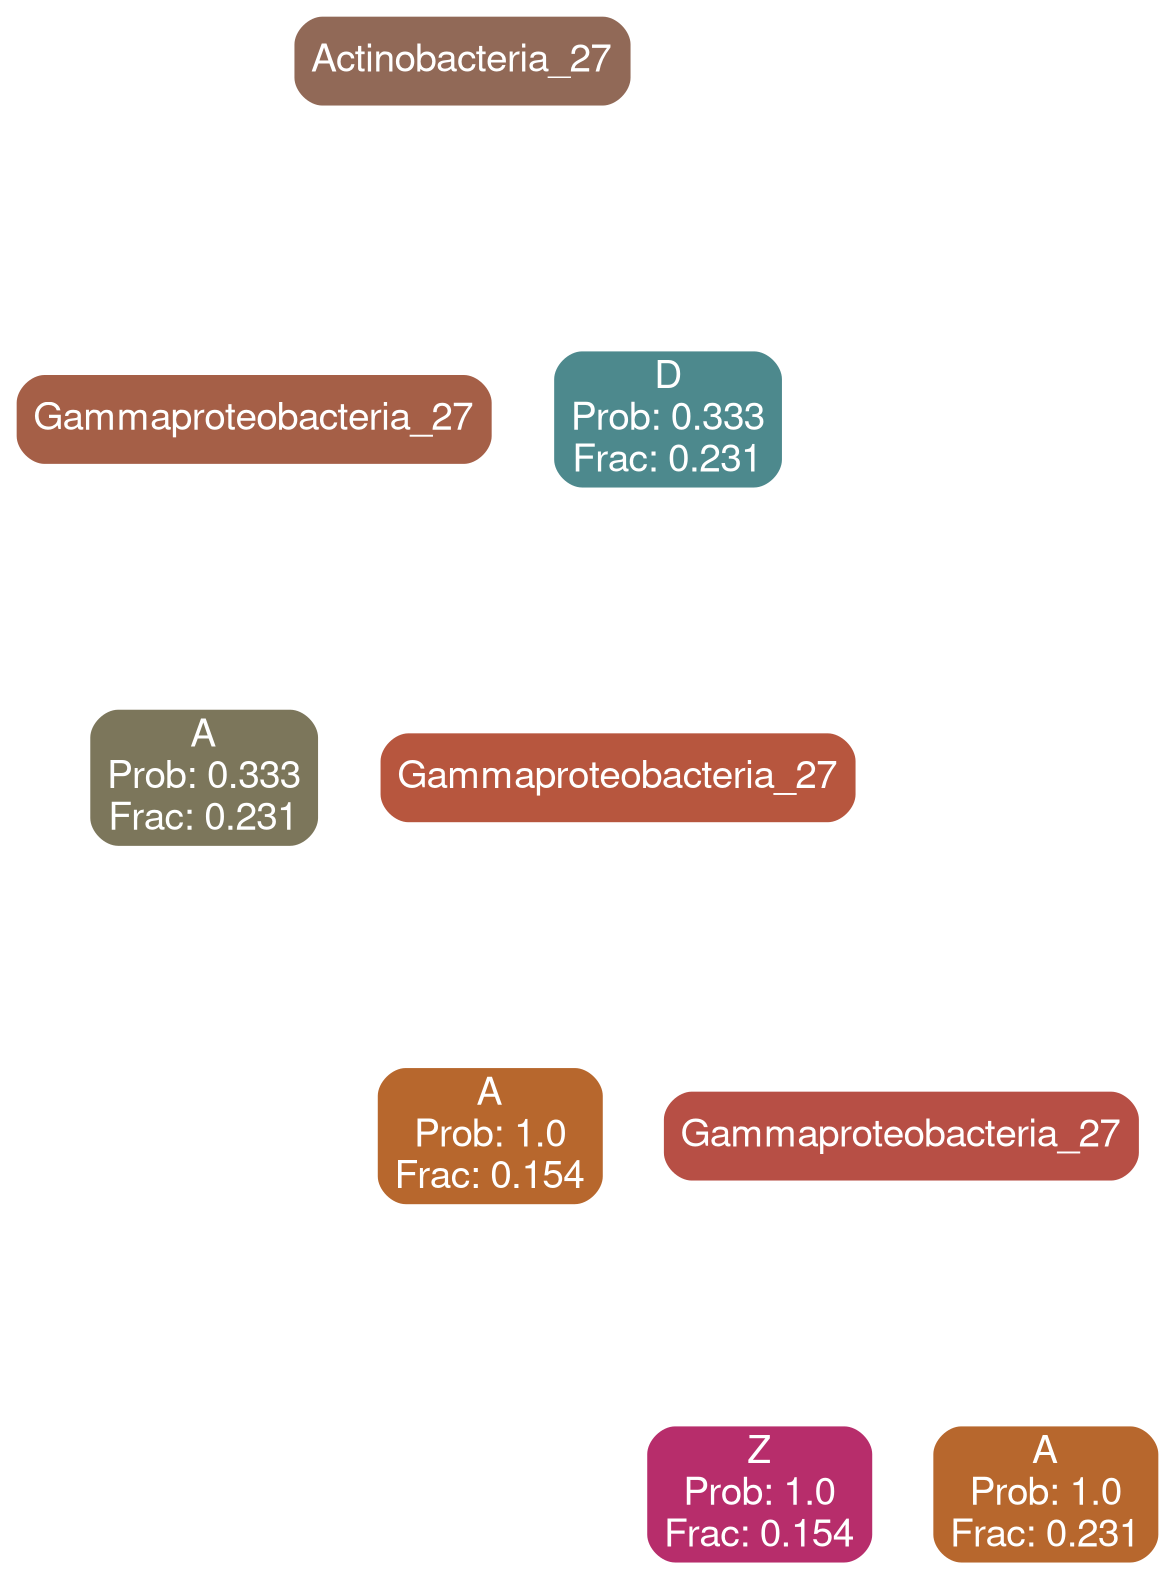 Actinobacteria_27
Gammaproteobacteria_27
D
Prob: 0.333
Frac: 0.231
A
Prob: 0.333
Frac: 0.231
Gammaproteobacteria_27
A
Prob: 1.0
Frac: 0.154
Gammaproteobacteria_27
Z
Prob: 1.0
Frac: 0.154
A
Prob: 1.0
Frac: 0.231